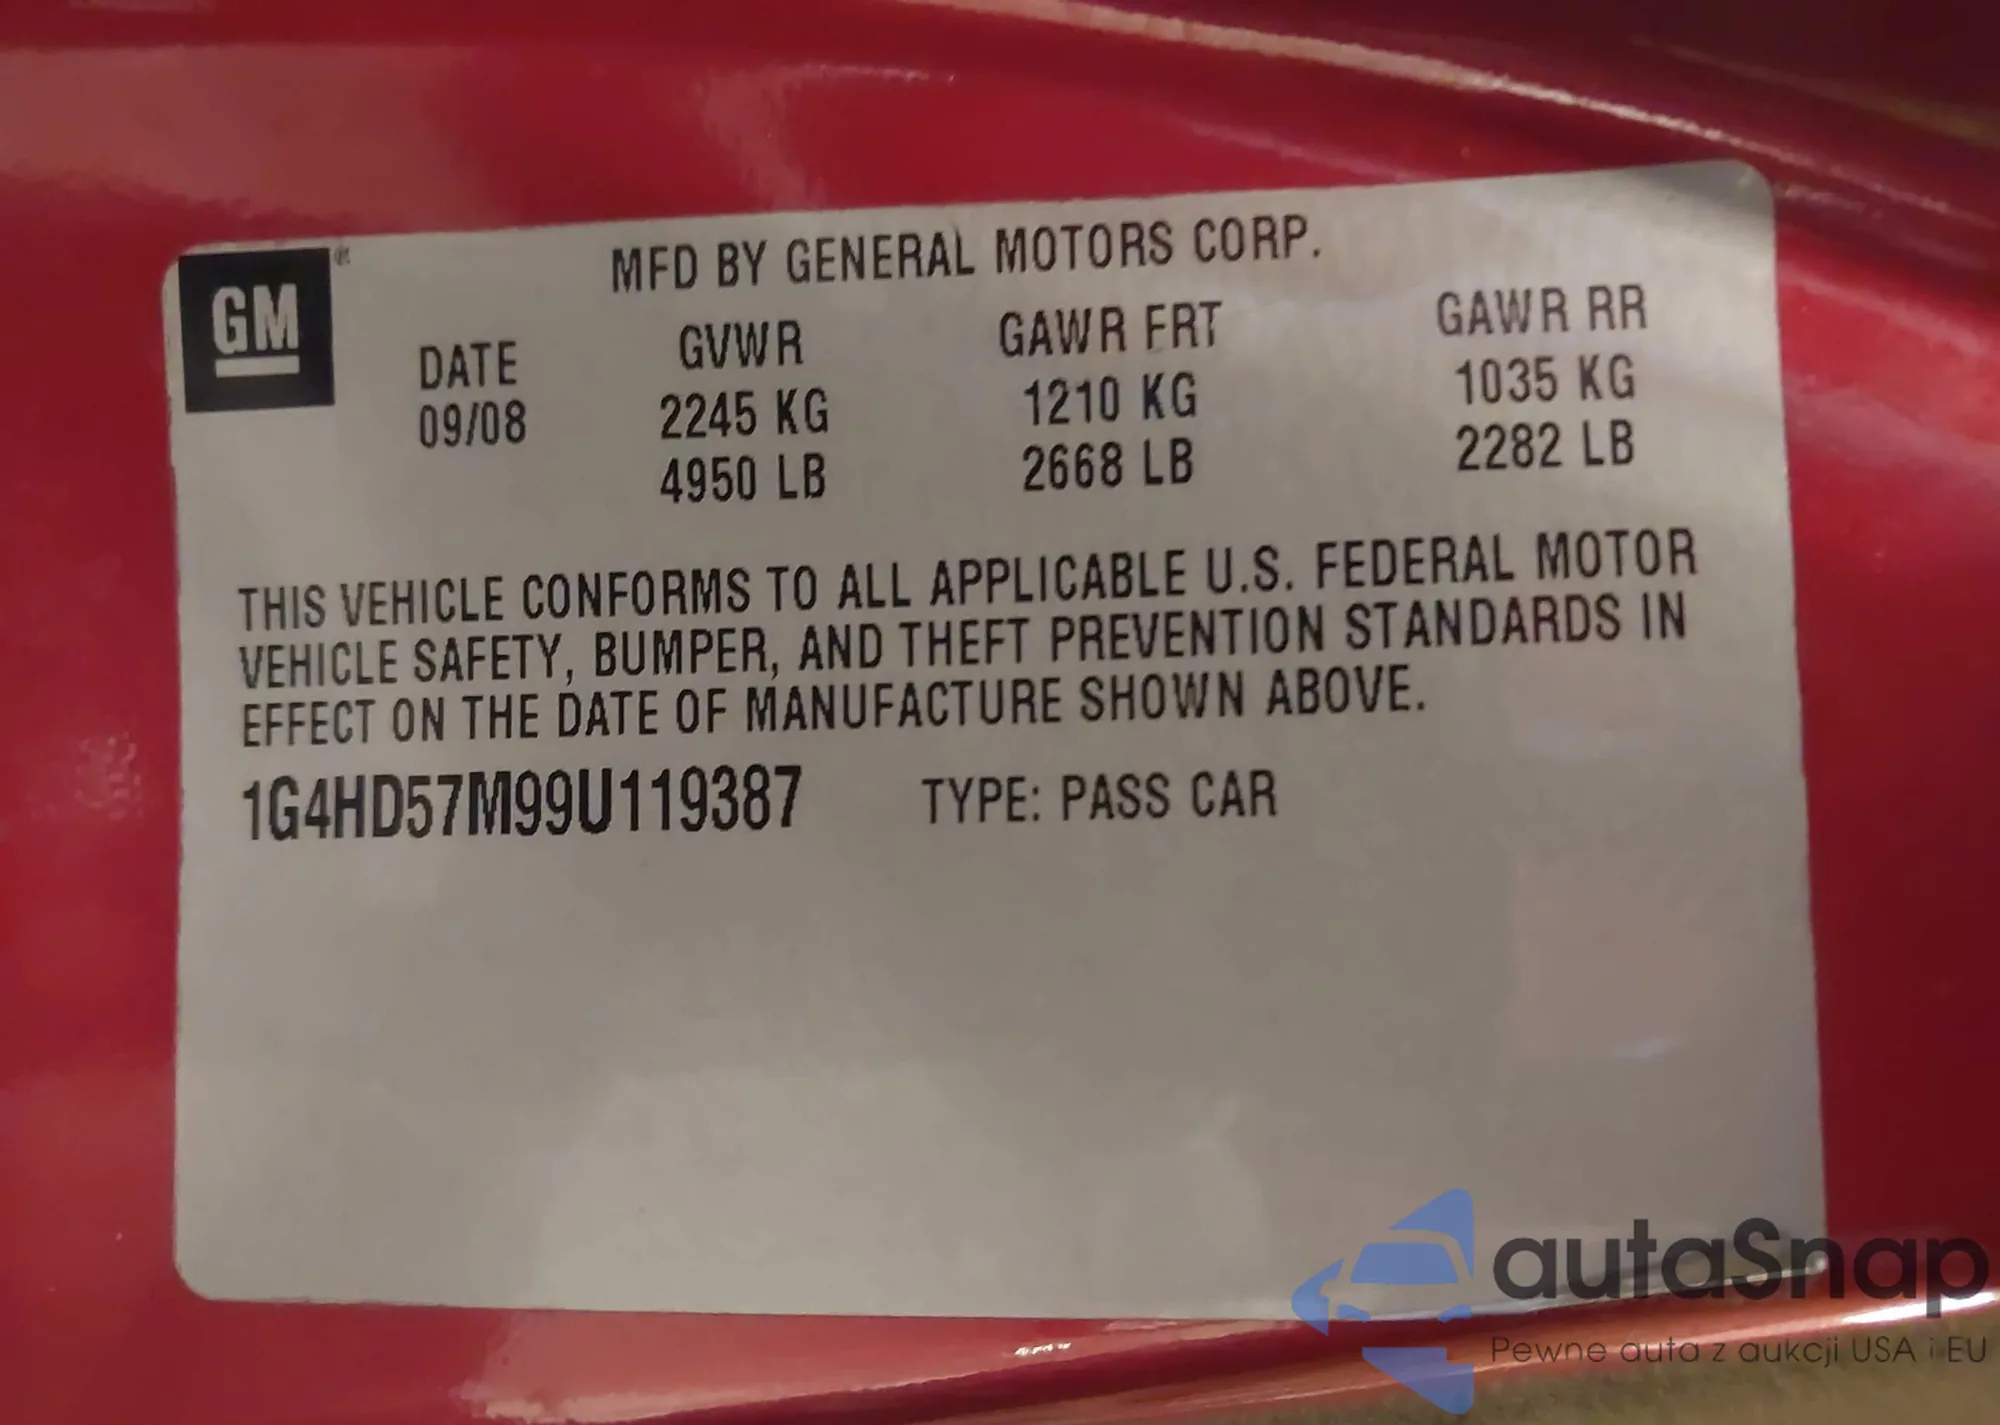 GM
MFD BY GENERAL MOTORS CORP.
DATE GVWR GAWR FRT GAWR RR
09/08 2245 KG 1210 KG 1035 KG
4950 LB 2668 LB 2282 LB
THIS VEHICLE CONFORMS TO ALL APPLICABLE U.S. FEDERAL MOTOR
VEHICLE SAFETY, BUMPER, AND THEFT PREVENTION STANDARDS IN
EFFECT ON THE DATE OF MANUFACTURE SHOWN ABOVE.
1G4HD57M99U119387 TYPE: PASS CAR
autaSnap
Pewne auta z aukcji USA i EU